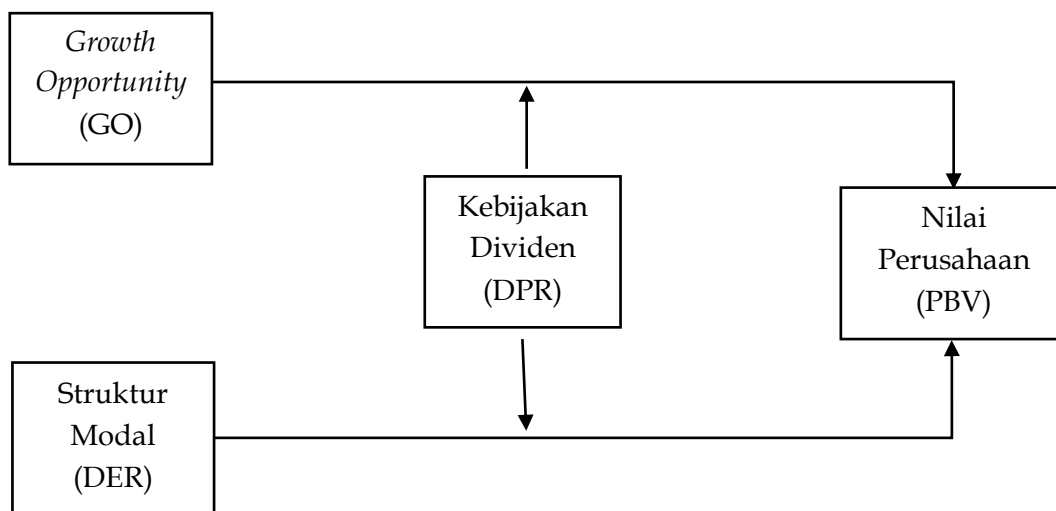 Growth
Opportunity
(GO)
Kebijakan
Dividen
(DPR)
Nilai
Perusahaan
(PBV)
Struktur
Modal
(DER)